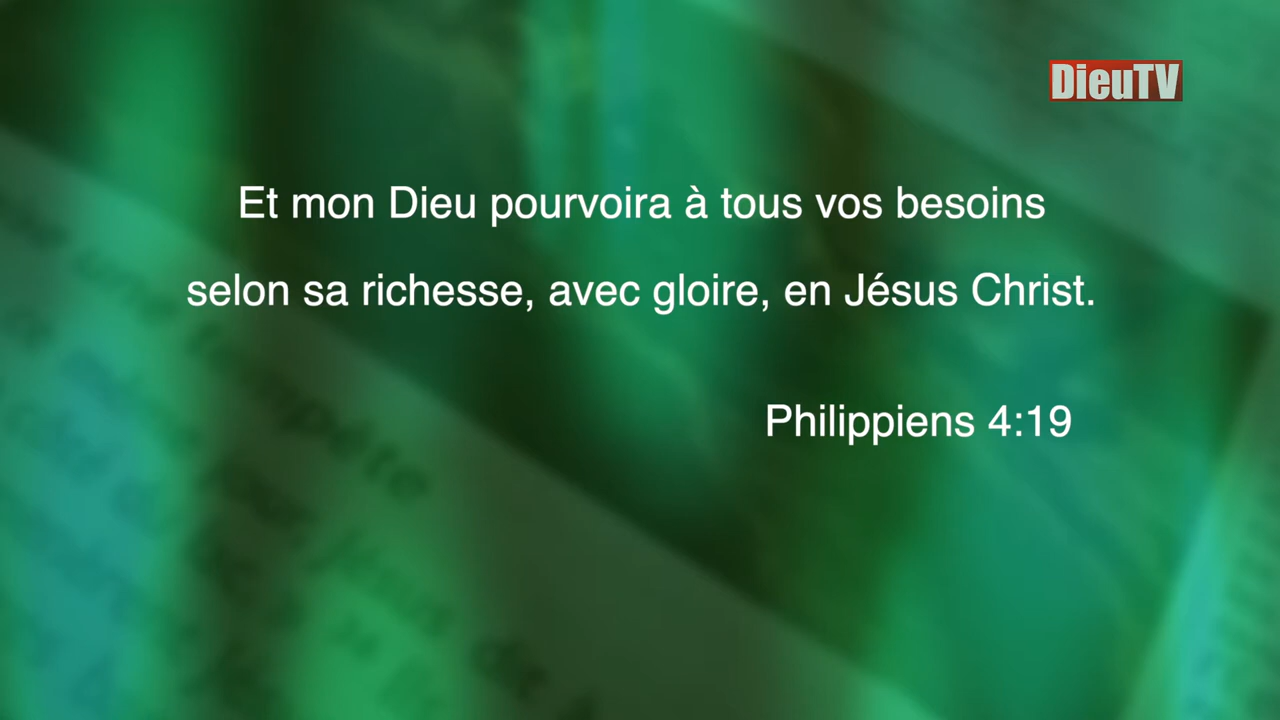 DieuTV
Et mon Dieu pourvoira à tous vos besoins
selon sa richesse, avec gloire, en Jésus Christ.
Philippiens 4:19